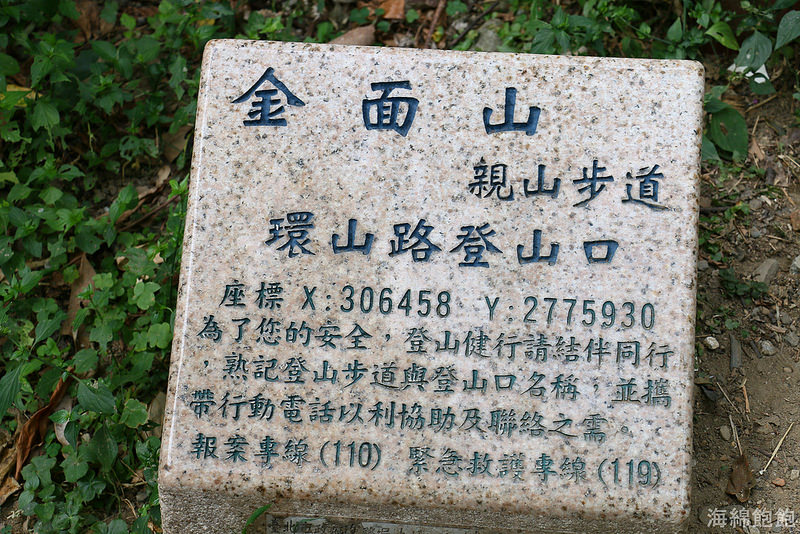 金面山
親山步道
環山路登山口
座標 X:306458 Y:2775930
為了您的安全，登山健行請結伴同行
，熟記登山步道與登山口名稱；並攜
帶行動電話以利協助及聯絡之需。
報案專線(110) 緊急救護專線(119)
海綿飽飽